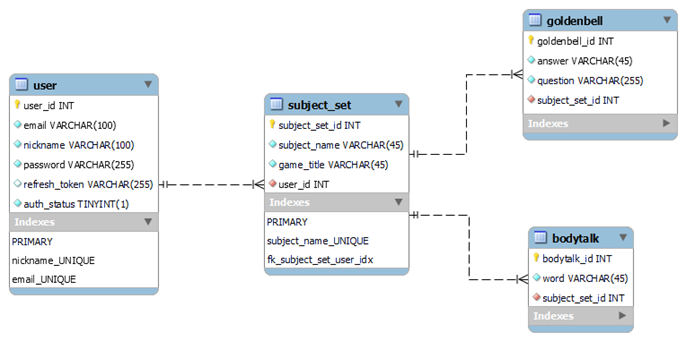 user
user_id INT
email VARCHAR(100)
nickname VARCHAR(100)
password VARCHAR(255)
refresh_token VARCHAR(255)
auth_status TINYINT(1)
Indexes
PRIMARY
nickname_UNIQUE
email_UNIQUE
subject_set
subject_set_id INT
subject_name VARCHAR(45)
game_title VARCHAR(45)
user_id INT
Indexes
PRIMARY
subject_name_UNIQUE
fk_subject_set_user_idx
goldenbell
goldenbell_id INT
answer VARCHAR(45)
question VARCHAR(255)
subject_set_id INT
Indexes
bodytalk
bodytalk_id INT
word VARCHAR(45)
subject_set_id INT
Indexes